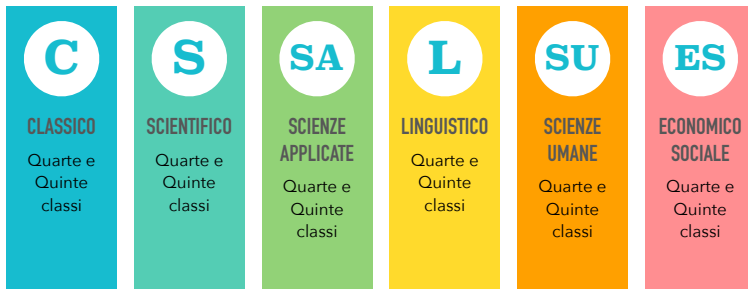 C
CLASSICO
Quarte e
Quinte
classi
S
SCIENTIFICO
Quarte e
Quinte
classi
SA
SCIENZE
APPLICATE
Quarte e
Quinte
classi
L
LINGUISTICO
Quarte e
Quinte
classi
SU
SCIENZE
UMANE
Quarte e
Quinte
classi
ES
ECONOMICO
SOCIALE
Quarte e
Quinte
classi